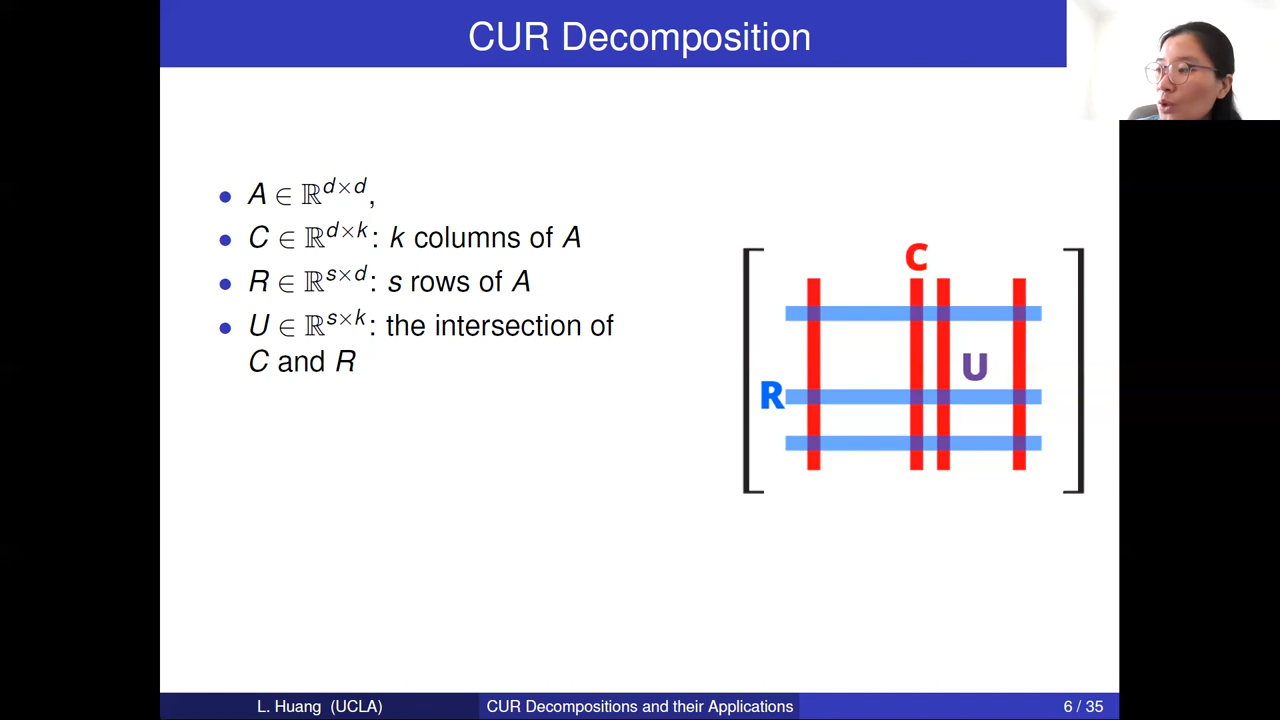 CUR Decomposition
• A ∈ ℝ^{d×d},
• C ∈ ℝ^{d×k}: k columns of A
• R ∈ ℝ^{s×d}: s rows of A
• U ∈ ℝ^{s×k}: the intersection of
C and R
C
U
R
L. Huang (UCLA)
CUR Decompositions and their Applications
6 / 35